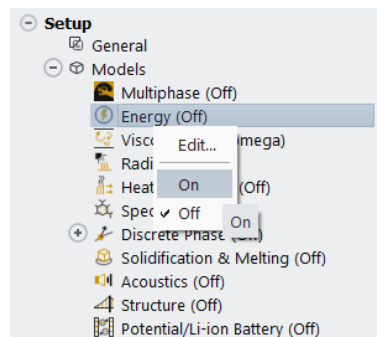 Setup
General
Models
Multiphase (Off)
Energy (Off)
Visc mega)
Edit...
Radi
Heat (Off)
On
Spec
Off
On
Discrete Phase (On)
Solidification & Melting (Off)
Acoustics (Off)
Structure (Off)
Potential/Li-ion Battery (Off)